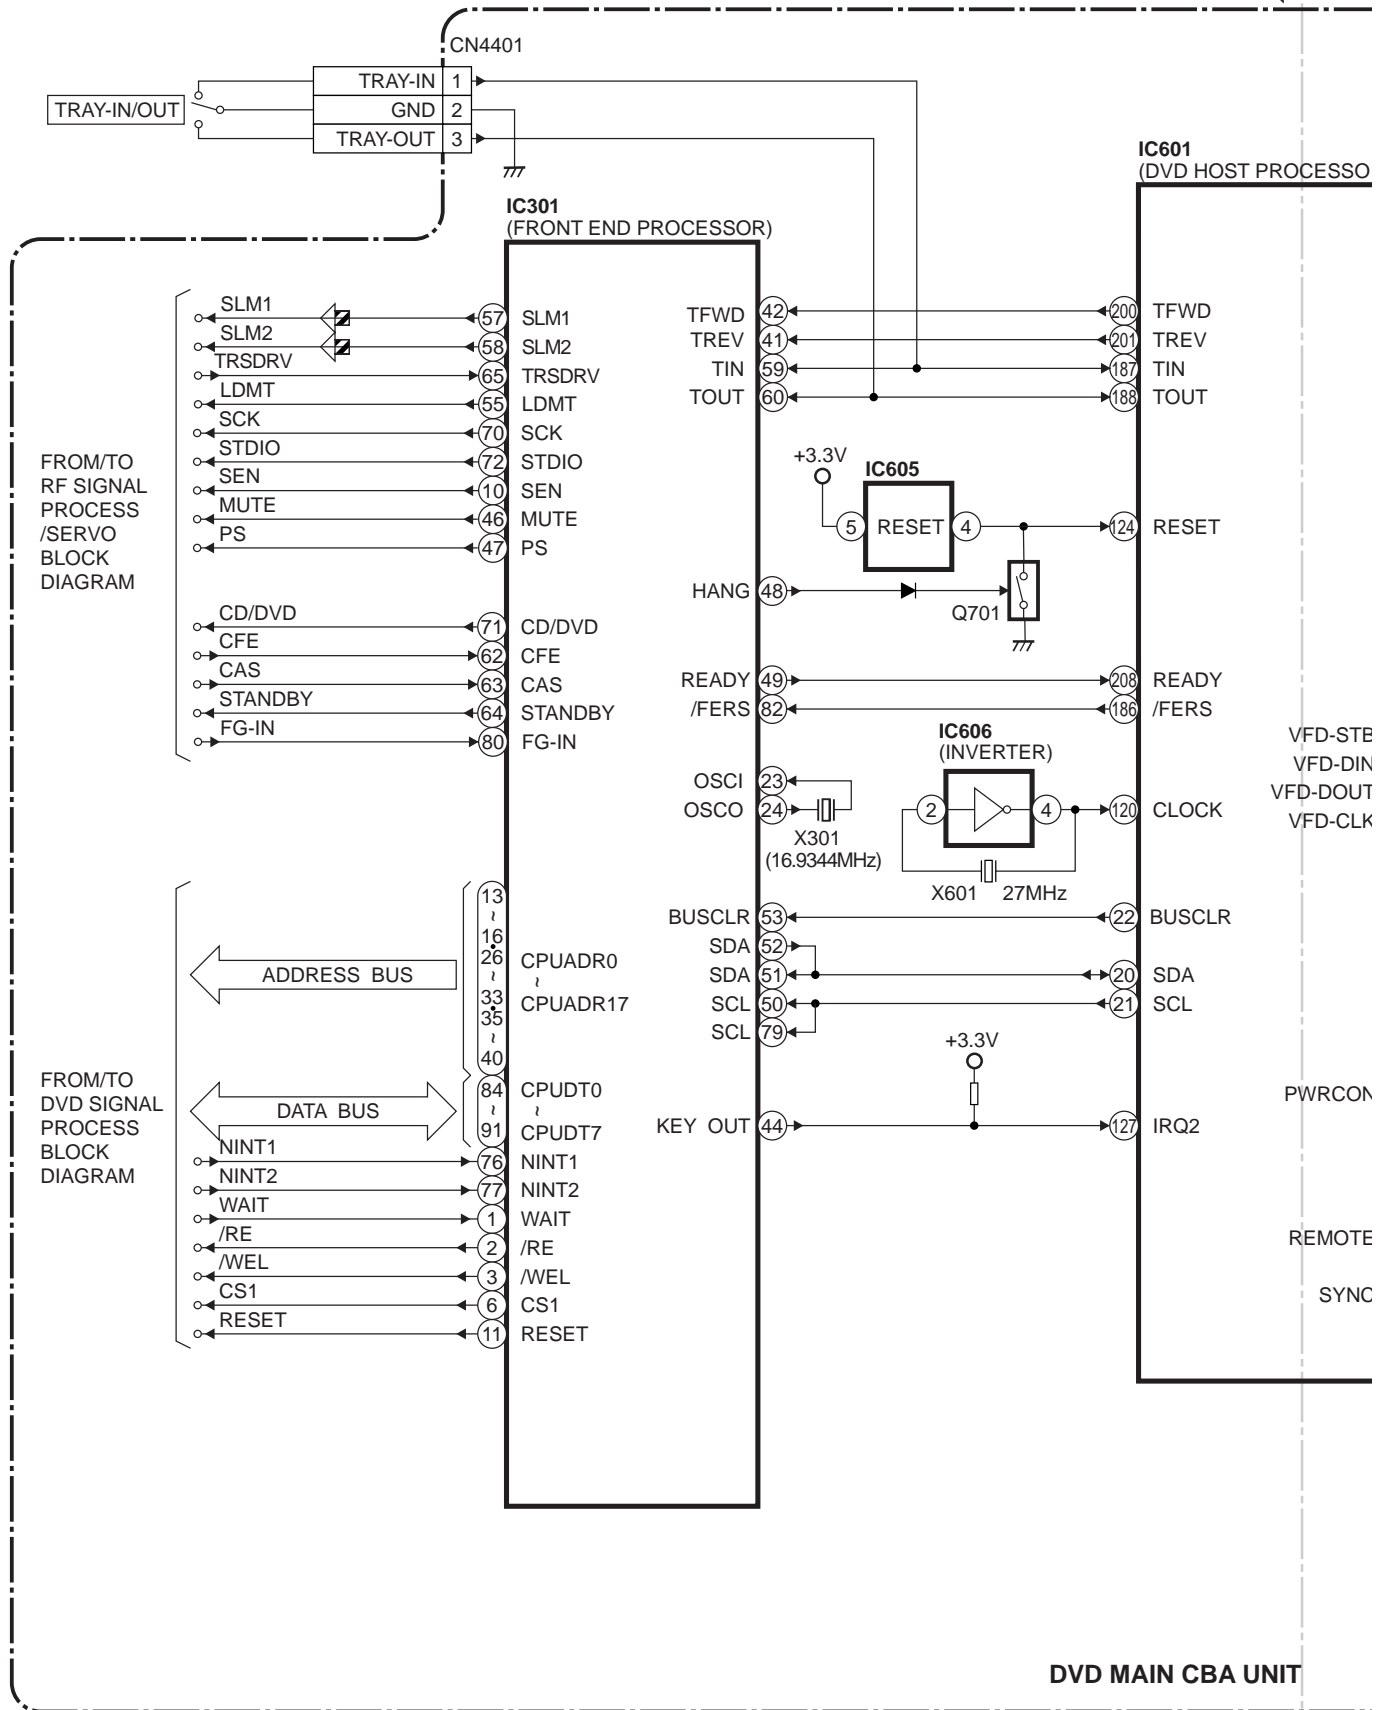 CN4401
TRAY-IN/OUT
TRAY-IN 1
GND 2
TRAY-OUT 3
IC601
(DVD HOST PROCESSO
IC301
(FRONT END PROCESSOR)
FROM/TO
RF SIGNAL
PROCESS
/SERVO
BLOCK
DIAGRAM
SLM1 57 SLM1
SLM2 58 SLM2
TRSDRV 65 TRSDRV
LDMT 55 LDMT
SCK 70 SCK
STDIO 72 STDIO
SEN 10 SEN
MUTE 46 MUTE
PS 47 PS
CD/DVD 71 CD/DVD
CFE 62 CFE
CAS 63 CAS
STANDBY 64 STANDBY
FG-IN 80 FG-IN
FROM/TO
DVD SIGNAL
PROCESS
BLOCK
DIAGRAM
ADDRESS BUS
13
~
16
26
~
33
35
~
40
CPUADR0
~
CPUADR17
DATA BUS
84 CPUDT0
~ ~
91 CPUDT7
NINT1 76 NINT1
NINT2 77 NINT2
WAIT 1 WAIT
/RE 2 /RE
/WEL 3 /WEL
CS1 6 CS1
RESET 11 RESET
TFWD 42 200 TFWD
TREV 41 201 TREV
TIN 59 187 TIN
TOUT 60 188 TOUT
+3.3V
IC605
5 RESET 4 124 RESET
HANG 48
Q701
READY 49 208 READY
/FERS 82 186 /FERS
IC606
(INVERTER)
OSCI 23
OSCO 24
X301
(16.9344MHz)
2 4 120 CLOCK
X601 27MHz
BUSCLR 53 22 BUSCLR
SDA 52
SDA 51 20 SDA
SCL 50 21 SCL
SCL 79
+3.3V
KEY OUT 44 127 IRQ2
VFD-STB
VFD-DIN
VFD-DOUT
VFD-CLK
PWRCON
REMOTE
SYNC
DVD MAIN CBA UNIT